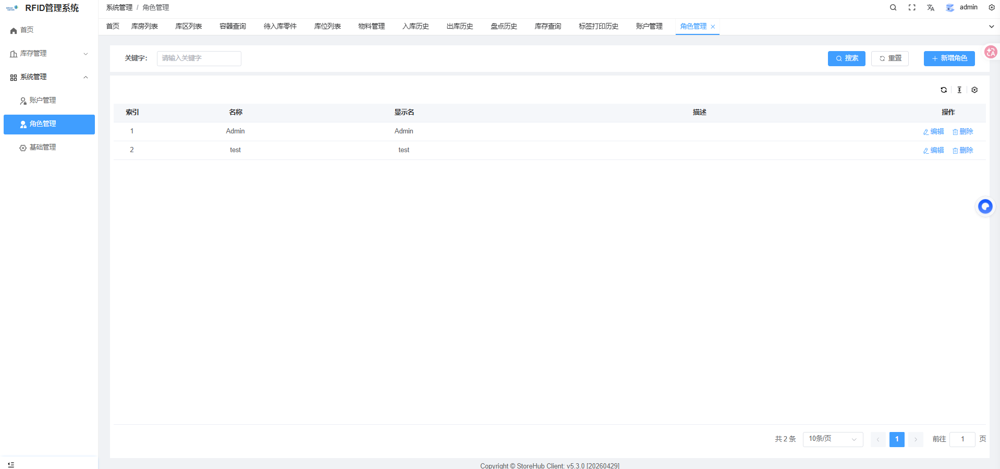 RFID管理系统
系统管理 / 角色管理
admin
首页
库存管理
系统管理
账户管理
角色管理
基础管理
首页 库房列表 库区列表 容器查询 待入库零件 库位列表 物料管理 入库历史 出库历史 盘点历史 库存查询 标签打印历史 账户管理 角色管理
关键字: 请输入关键字 搜索 重置 新增角色
索引 名称 显示名 描述 操作
1 Admin Admin 编辑 删除
2 test test 编辑 删除
共 2 条 10条/页 1 前往 1 页
Copyright © StoreHub Client: v5.3.0 [20260429]